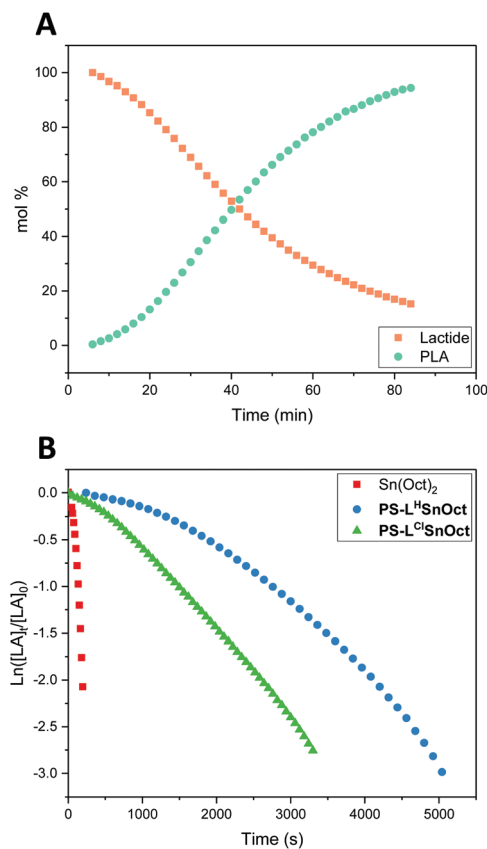 A
100
80
60
40
20
0
mol %
Lactide
PLA
0 20 40 60 80 100
Time (min)
B
0.0
-0.5
-1.0
-1.5
-2.0
-2.5
-3.0
Ln([LA]t/[LA]0)
Sn(Oct)2
PS-LHSnOct
PS-LClSnOct
0 1000 2000 3000 4000 5000
Time (s)